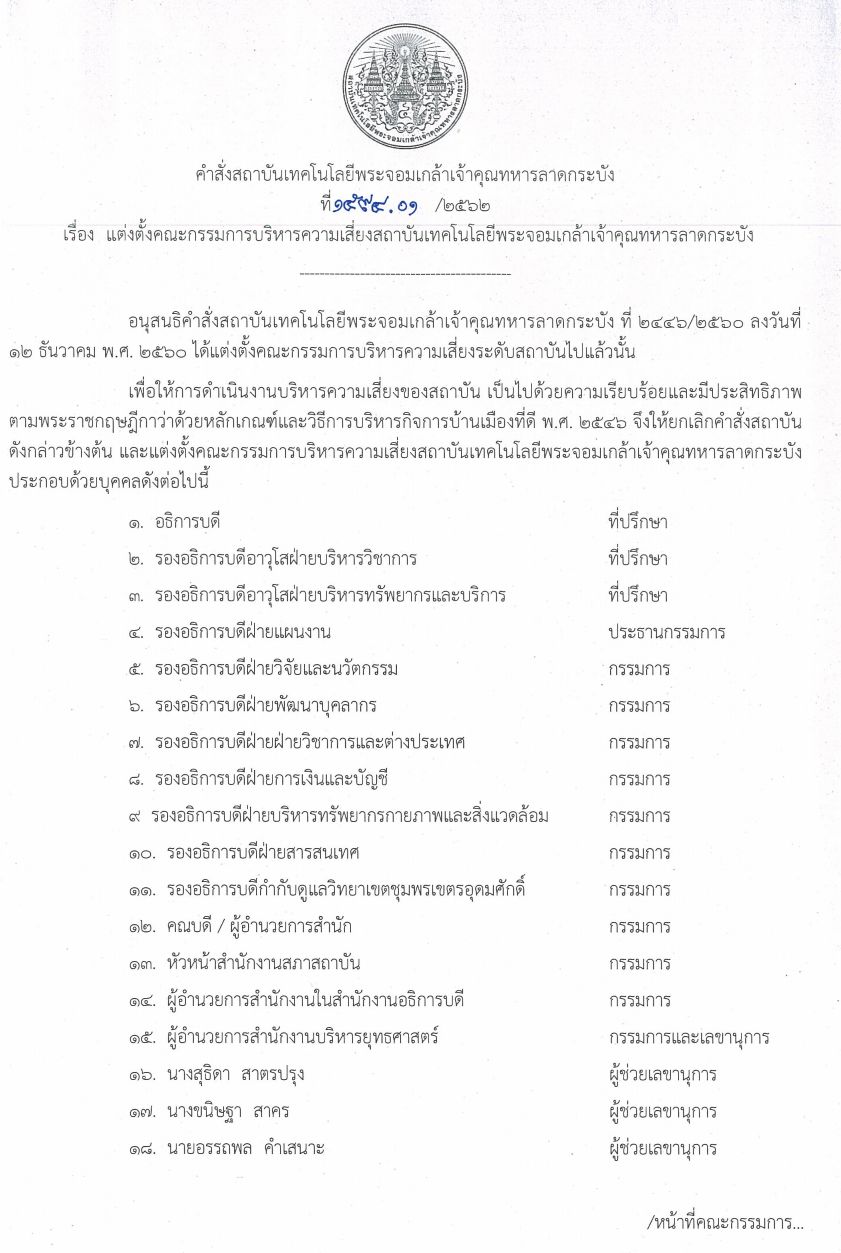 สถาบันเทคโนโลยีพระจอมเกล้าเจ้าคุณทหารลาดกระบัง
คำสั่งสถาบันเทคโนโลยีพระจอมเกล้าเจ้าคุณทหารลาดกระบัง
ที่ /๒๕๖๒
เรื่อง แต่งตั้งคณะกรรมการบริหารความเสี่ยงสถาบันเทคโนโลยีพระจอมเกล้าเจ้าคุณทหารลาดกระบัง
------------------------------------------
อนุสนธิคำสั่งสถาบันเทคโนโลยีพระจอมเกล้าเจ้าคุณทหารลาดกระบัง ที่ ๒๔๔๖/๒๕๖๐ ลงวันที่
๑๒ ธันวาคม พ.ศ. ๒๕๖๐ ได้แต่งตั้งคณะกรรมการบริหารความเสี่ยงระดับสถาบันไปแล้วนั้น
เพื่อให้การดำเนินงานบริหารความเสี่ยงของสถาบัน เป็นไปด้วยความเรียบร้อยและมีประสิทธิภาพ
ตามพระราชกฤษฎีกาว่าด้วยหลักเกณฑ์และวิธีการบริหารกิจการบ้านเมืองที่ดี พ.ศ. ๒๕๔๖ จึงให้ยกเลิกคำสั่งสถาบัน
ดังกล่าวข้างต้น และแต่งตั้งคณะกรรมการบริหารความเสี่ยงสถาบันเทคโนโลยีพระจอมเกล้าเจ้าคุณทหารลาดกระบัง
ประกอบด้วยบุคคลดังต่อไปนี้
๑. อธิการบดี ที่ปรึกษา
๒. รองอธิการบดีอาวุโสฝ่ายบริหารวิชาการ ที่ปรึกษา
๓. รองอธิการบดีอาวุโสฝ่ายบริหารทรัพยากรและบริการ ที่ปรึกษา
๔. รองอธิการบดีฝ่ายแผนงาน ประธานกรรมการ
๕. รองอธิการบดีฝ่ายวิจัยและนวัตกรรม กรรมการ
๖. รองอธิการบดีฝ่ายพัฒนาบุคลากร กรรมการ
๗. รองอธิการบดีฝ่ายฝ่ายวิชาการและต่างประเทศ กรรมการ
๘. รองอธิการบดีฝ่ายการเงินและบัญชี กรรมการ
๙ รองอธิการบดีฝ่ายบริหารทรัพยากรกายภาพและสิ่งแวดล้อม กรรมการ
๑๐. รองอธิการบดีฝ่ายสารสนเทศ กรรมการ
๑๑. รองอธิการบดีกำกับดูแลวิทยาเขตชุมพรเขตรอุดมศักดิ์ กรรมการ
๑๒. คณบดี / ผู้อำนวยการสำนัก กรรมการ
๑๓. หัวหน้าสำนักงานสภาสถาบัน กรรมการ
๑๔. ผู้อำนวยการสำนักงานในสำนักงานอธิการบดี กรรมการ
๑๕. ผู้อำนวยการสำนักงานบริหารยุทธศาสตร์ กรรมการและเลขานุการ
๑๖. นางสุธิดา สาตรปรุง ผู้ช่วยเลขานุการ
๑๗. นางขนิษฐา สาคร ผู้ช่วยเลขานุการ
๑๘. นายอรรถพล คำเสนาะ ผู้ช่วยเลขานุการ
/หน้าที่คณะกรรมการ...